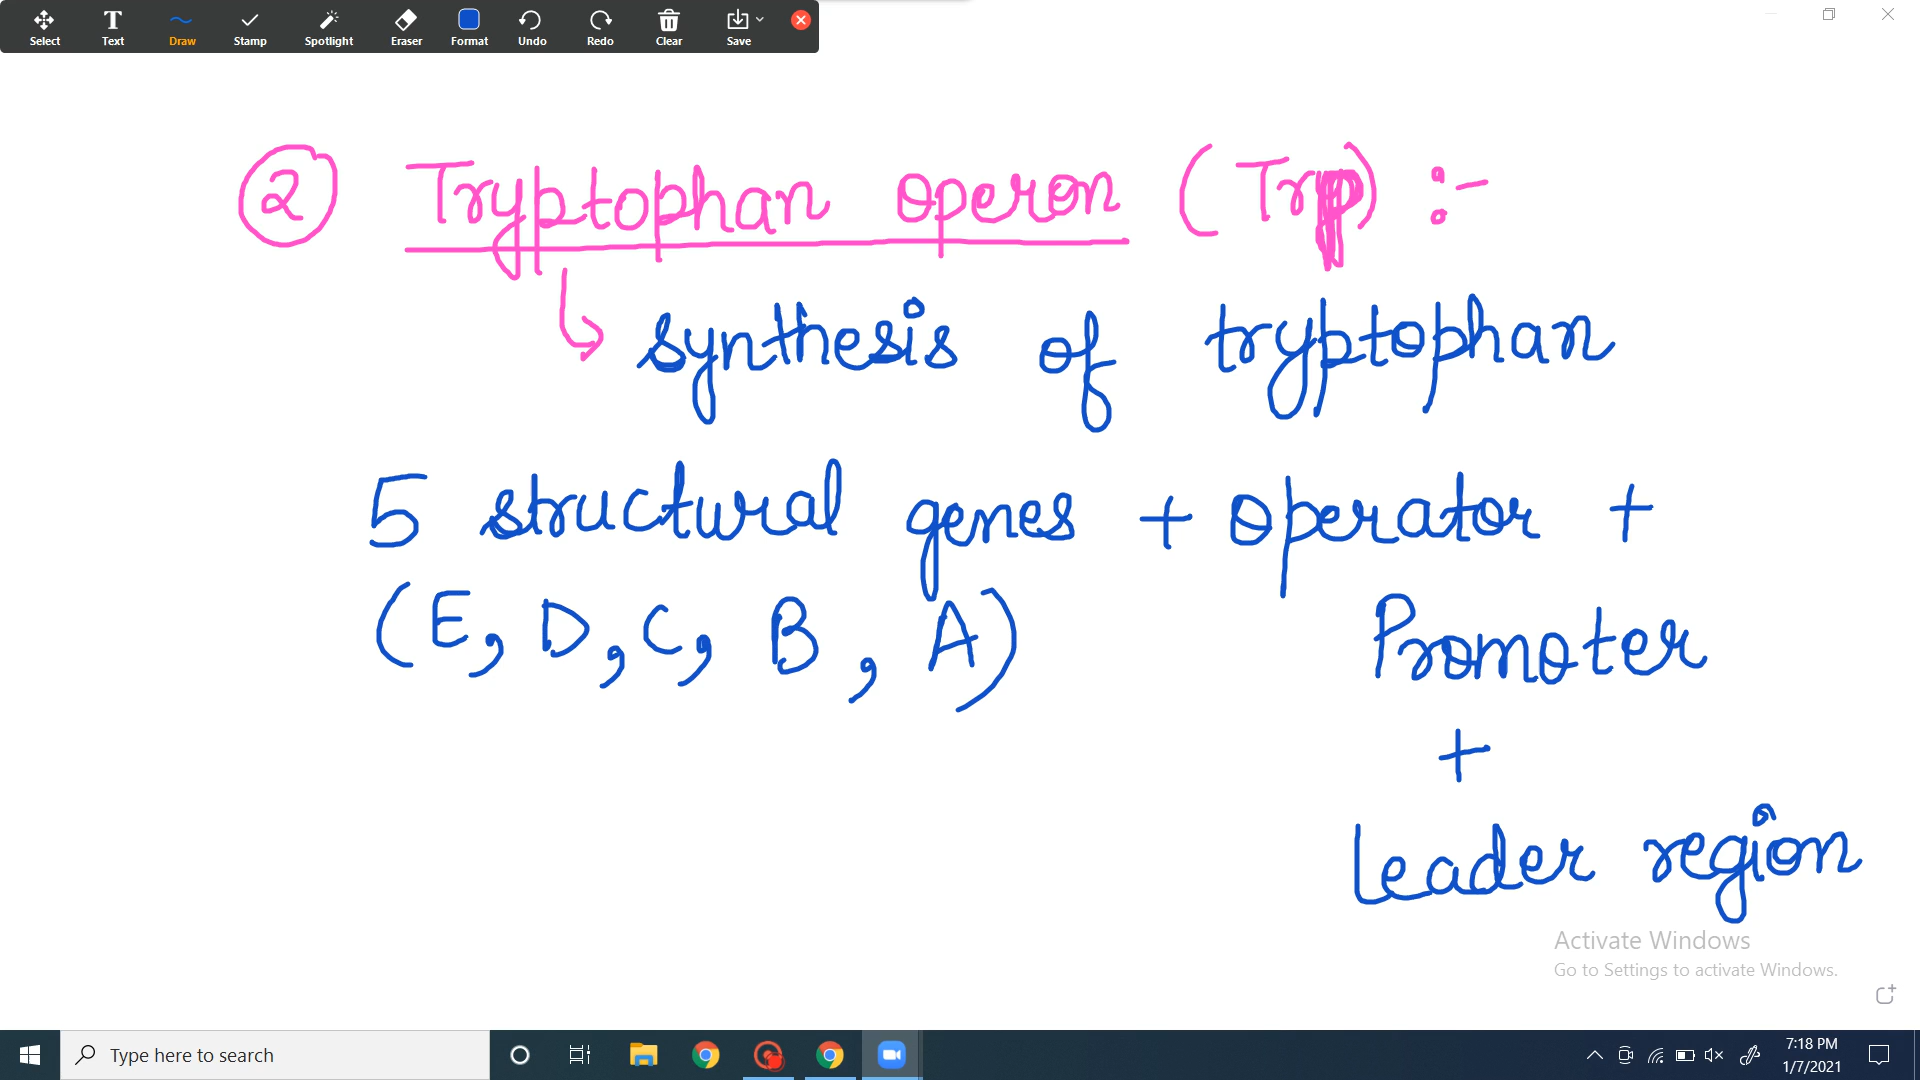 Select Text Draw Stamp Spotlight Eraser Format Undo Redo Clear Save
② Tryptophan operon (Trp) :-
↳ synthesis of tryptophan
5 structural genes + operator +
(E, D, C, B, A) Promoter
+
Leader region
Activate Windows
Go to Settings to activate Windows.
Type here to search
7:18 PM
1/7/2021